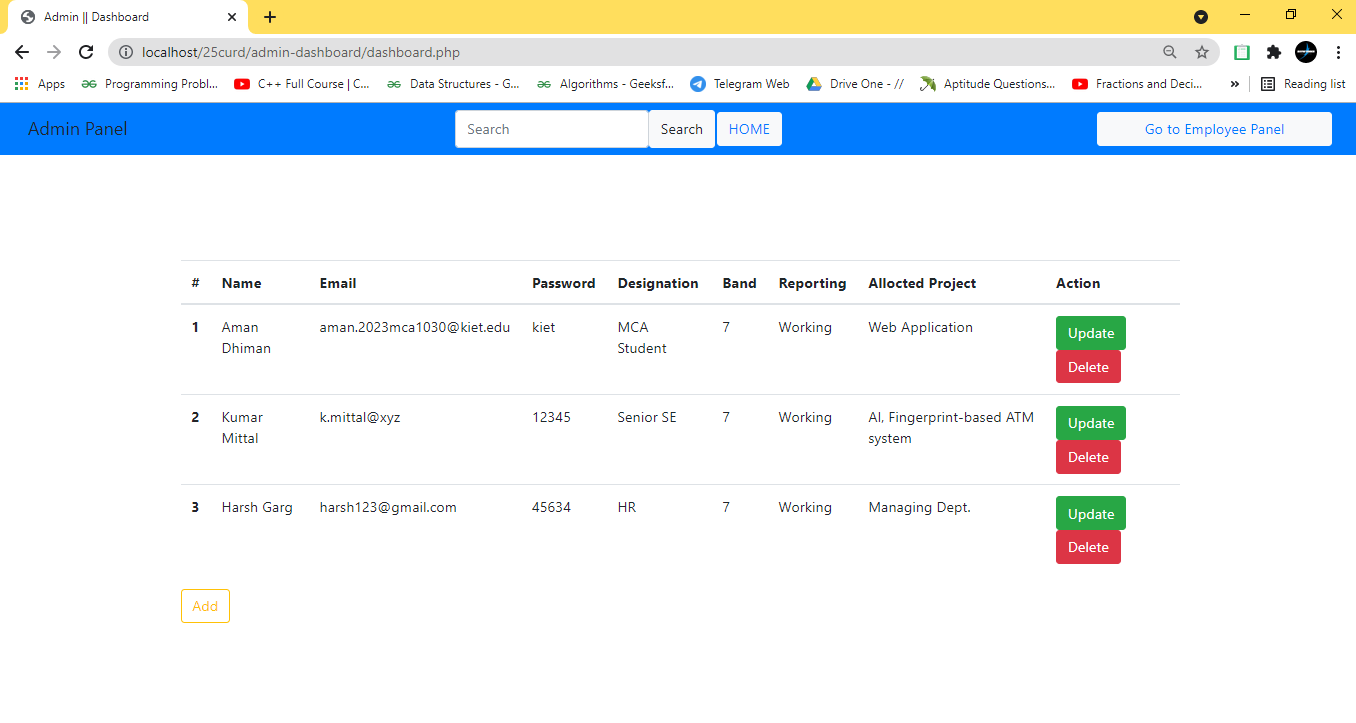 Admin || Dashboard
localhost/25curd/admin-dashboard/dashboard.php
Apps Programming Probl... C++ Full Course | C... Data Structures - G... Algorithms - Geeksf... Telegram Web Drive One - // Aptitude Questions... Fractions and Deci... » Reading list
Admin Panel Search Search HOME Go to Employee Panel
# Name Email Password Designation Band Reporting Allocted Project Action
1 Aman aman.2023mca1030@kiet.edu kiet MCA 7 Working Web Application Update
Dhiman Student
Delete
2 Kumar k.mittal@xyz 12345 Senior SE 7 Working AI, Fingerprint-based ATM Update
Mittal system
Delete
3 Harsh Garg harsh123@gmail.com 45634 HR 7 Working Managing Dept. Update
Delete
Add